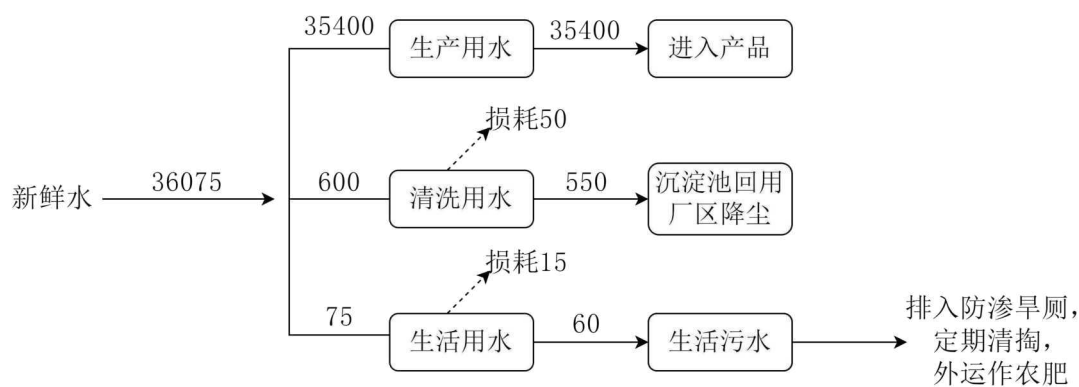 35400
生产用水
35400
进入产品
损耗50
新鲜水
36075
600
清洗用水
550
沉淀池回用
厂区降尘
损耗15
75
生活用水
60
生活污水
排入防渗旱厕，
定期清掏，
外运作农肥